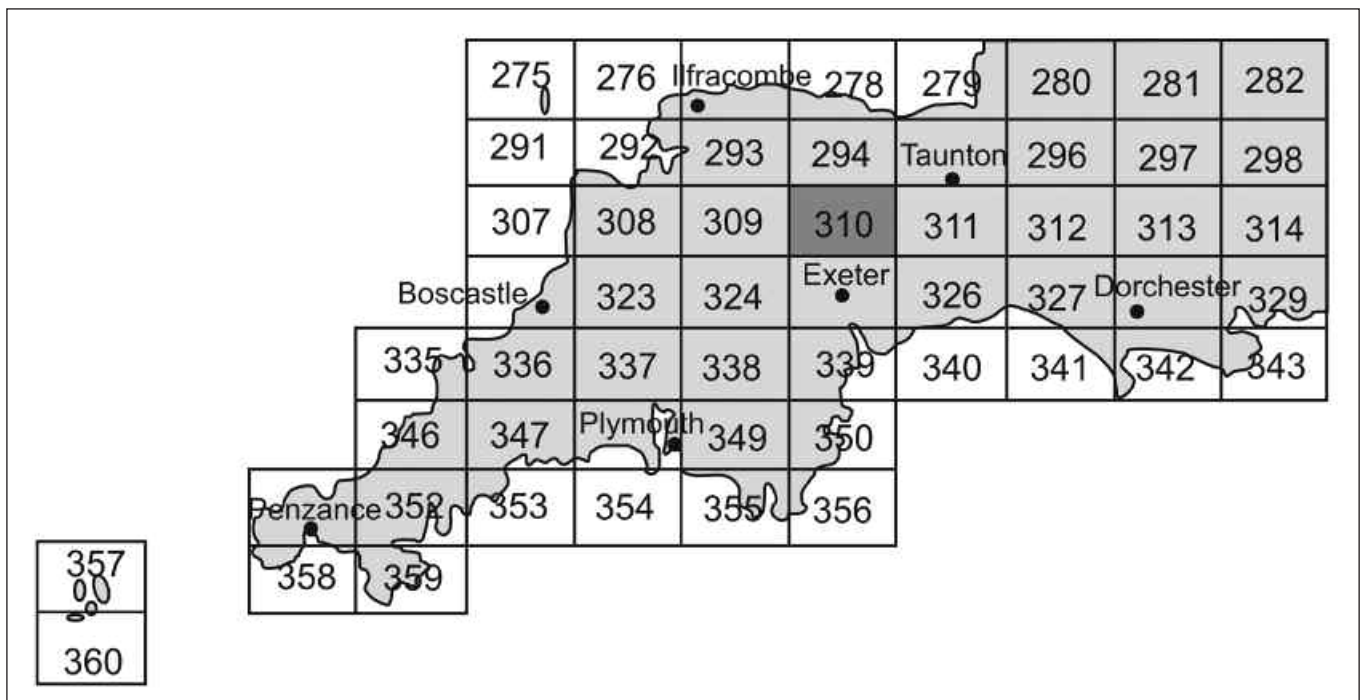 275 276 Ilfracombe 278 279 280 281 282
291 292 293 294 Taunton 296 297 298
307 308 309 310 311 312 313 314
Boscastle 323 324 Exeter 326 327 Dorchester 329
335 336 337 338 339 340 341 342 343
346 347 Plymouth 349 350
Penzance 352 353 354 355 356
357 358 359
360